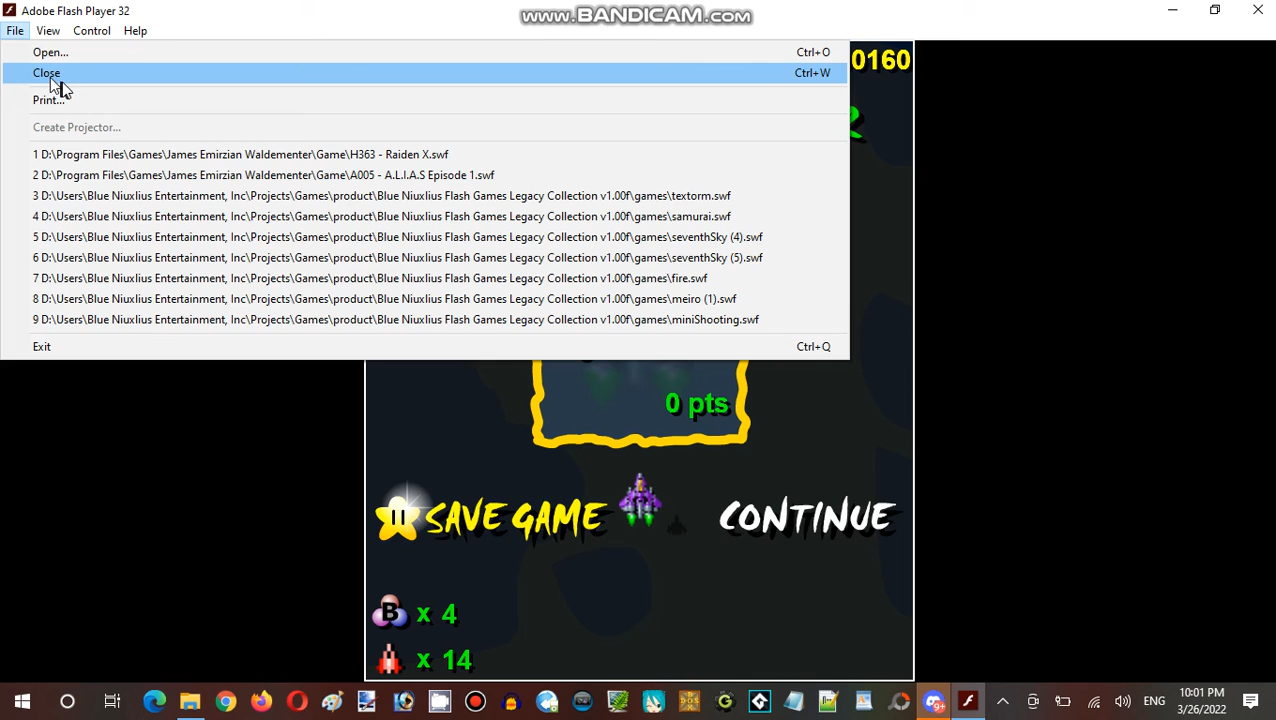 Adobe Flash Player 32
www.BANDICAM.com
File View Control Help
Open... Ctrl+O
0160
Close Ctrl+W
Print...
Create Projector...
1 D:\Program Files\Games\James Emirzian Waldementer\Game\H363 - Raiden X.swf
2 D:\Program Files\Games\James Emirzian Waldementer\Game\A005 - A.L.I.A.S Episode 1.swf
3 D:\Users\Blue Niuxlius Entertainment, Inc\Projects\Games\product\Blue Niuxlius Flash Games Legacy Collection v1.00f\games\textorm.swf
4 D:\Users\Blue Niuxlius Entertainment, Inc\Projects\Games\product\Blue Niuxlius Flash Games Legacy Collection v1.00f\games\samurai.swf
5 D:\Users\Blue Niuxlius Entertainment, Inc\Projects\Games\product\Blue Niuxlius Flash Games Legacy Collection v1.00f\games\seventhSky (4).swf
6 D:\Users\Blue Niuxlius Entertainment, Inc\Projects\Games\product\Blue Niuxlius Flash Games Legacy Collection v1.00f\games\seventhSky (5).swf
7 D:\Users\Blue Niuxlius Entertainment, Inc\Projects\Games\product\Blue Niuxlius Flash Games Legacy Collection v1.00f\games\fire.swf
8 D:\Users\Blue Niuxlius Entertainment, Inc\Projects\Games\product\Blue Niuxlius Flash Games Legacy Collection v1.00f\games\meiro (1).swf
9 D:\Users\Blue Niuxlius Entertainment, Inc\Projects\Games\product\Blue Niuxlius Flash Games Legacy Collection v1.00f\games\miniShooting.swf
Exit Ctrl+Q
0 pts
SAVE GAME CONTINUE
B x 4
x 14
ENG
10:01 PM
3/26/2022